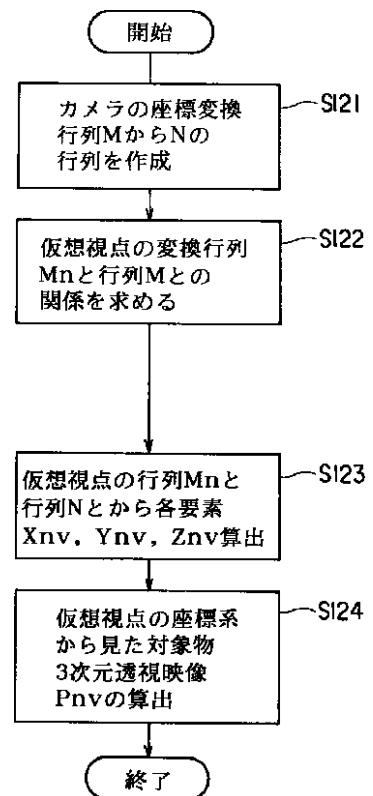 開始
カメラの座標変換
行列MからNの
行列を作成
S121
仮想視点の変換行列
Mnと行列Mとの
関係を求める
S122
仮想視点の行列Mnと
行列Nとから各要素
Xnv, Ynv, Znv算出
S123
仮想視点の座標系
から見た対象物
3次元透視映像
Pnvの算出
S124
終了